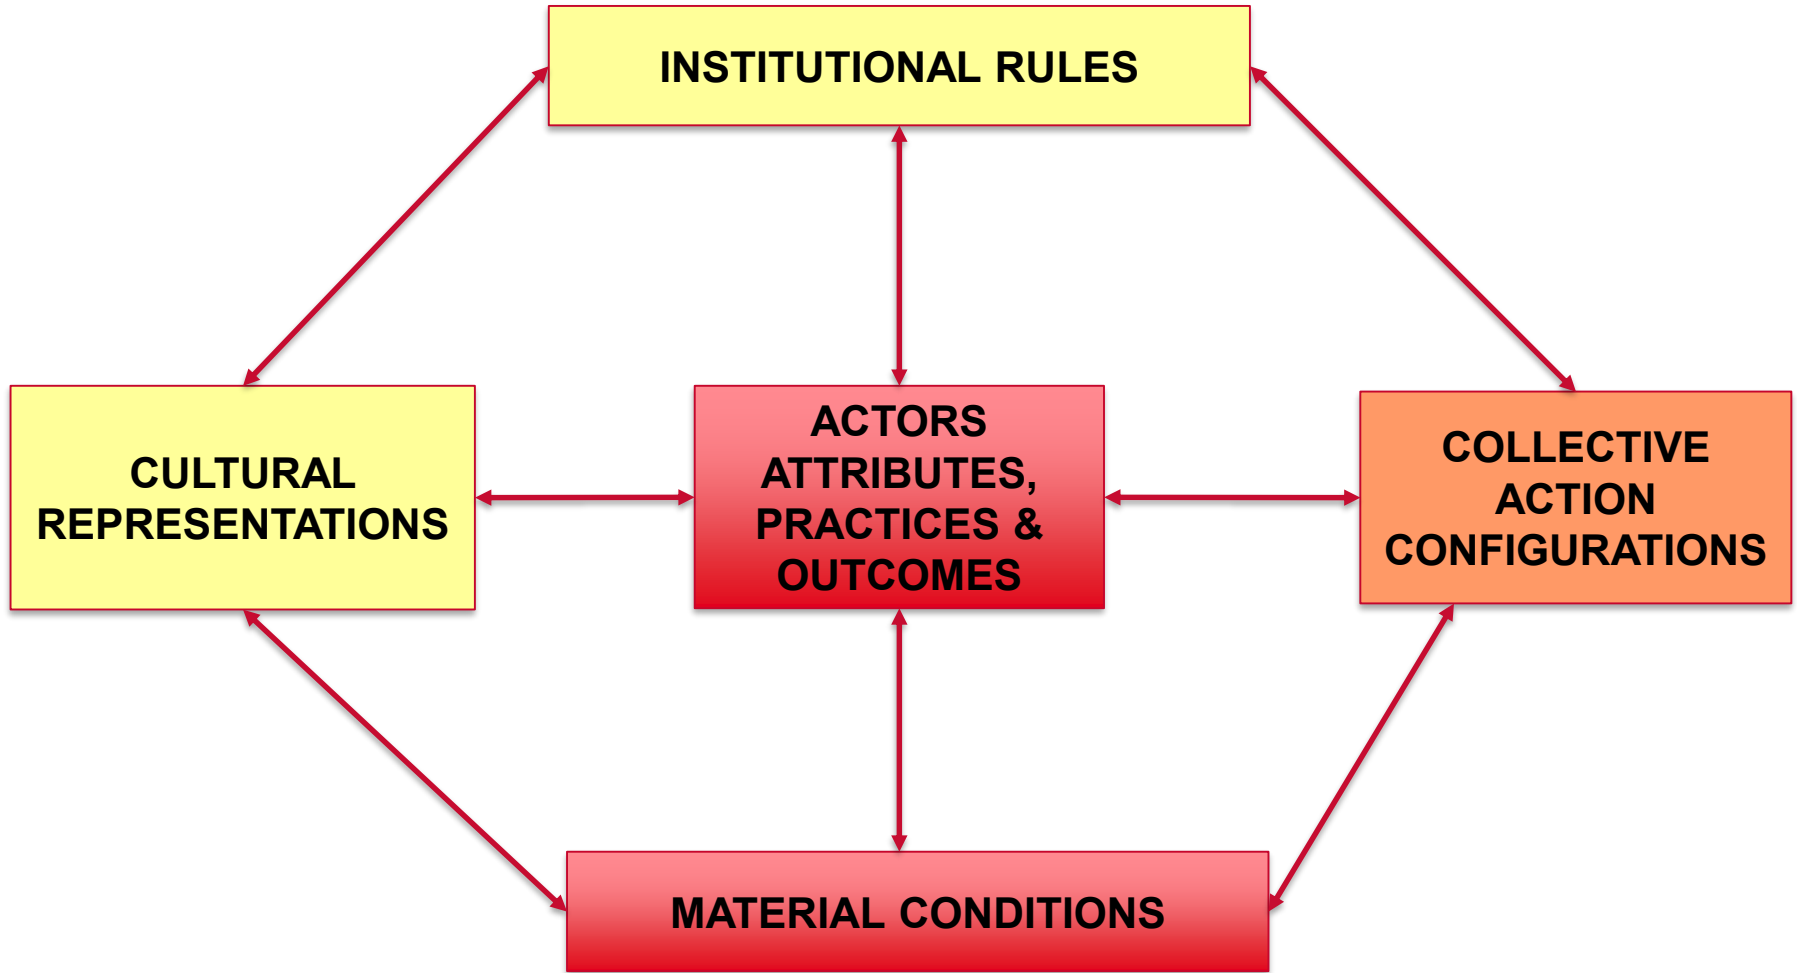 INSTITUTIONAL RULES
CULTURAL
REPRESENTATIONS
ACTORS
ATTRIBUTES,
PRACTICES &
OUTCOMES
COLLECTIVE
ACTION
CONFIGURATIONS
MATERIAL CONDITIONS